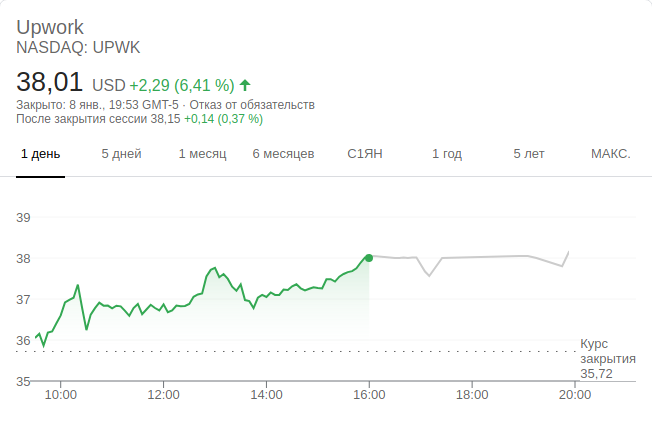 Upwork
NASDAQ: UPWK
38,01 USD +2,29 (6,41 %)
Закрыто: 8 янв., 19:53 GMT-5 · Отказ от обязательств
После закрытия сессии 38,15 +0,14 (0,37 %)
1 день 5 дней 1 месяц 6 месяцев С1ЯН 1 год 5 лет МАКС.
39
38
37
36
Курс
закрытия
35,72
35
10:00 12:00 14:00 16:00 18:00 20:00